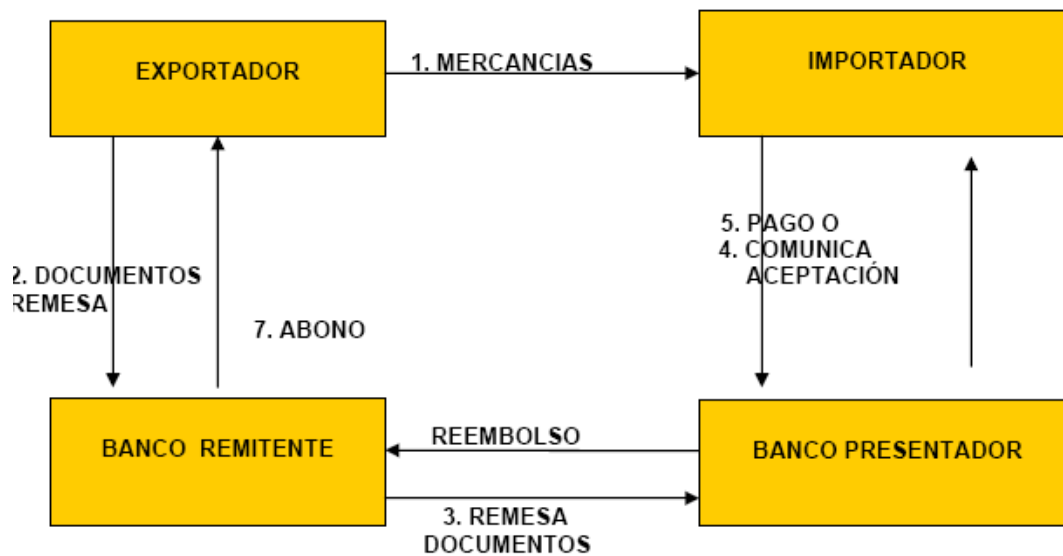 EXPORTADOR
1. MERCANCIAS
IMPORTADOR
2. DOCUMENTOS
REMESA
7. ABONO
5. PAGO O
4. COMUNICA
ACEPTACIÓN
BANCO REMITENTE
REEMBOLSO
BANCO PRESENTADOR
3. REMESA
DOCUMENTOS